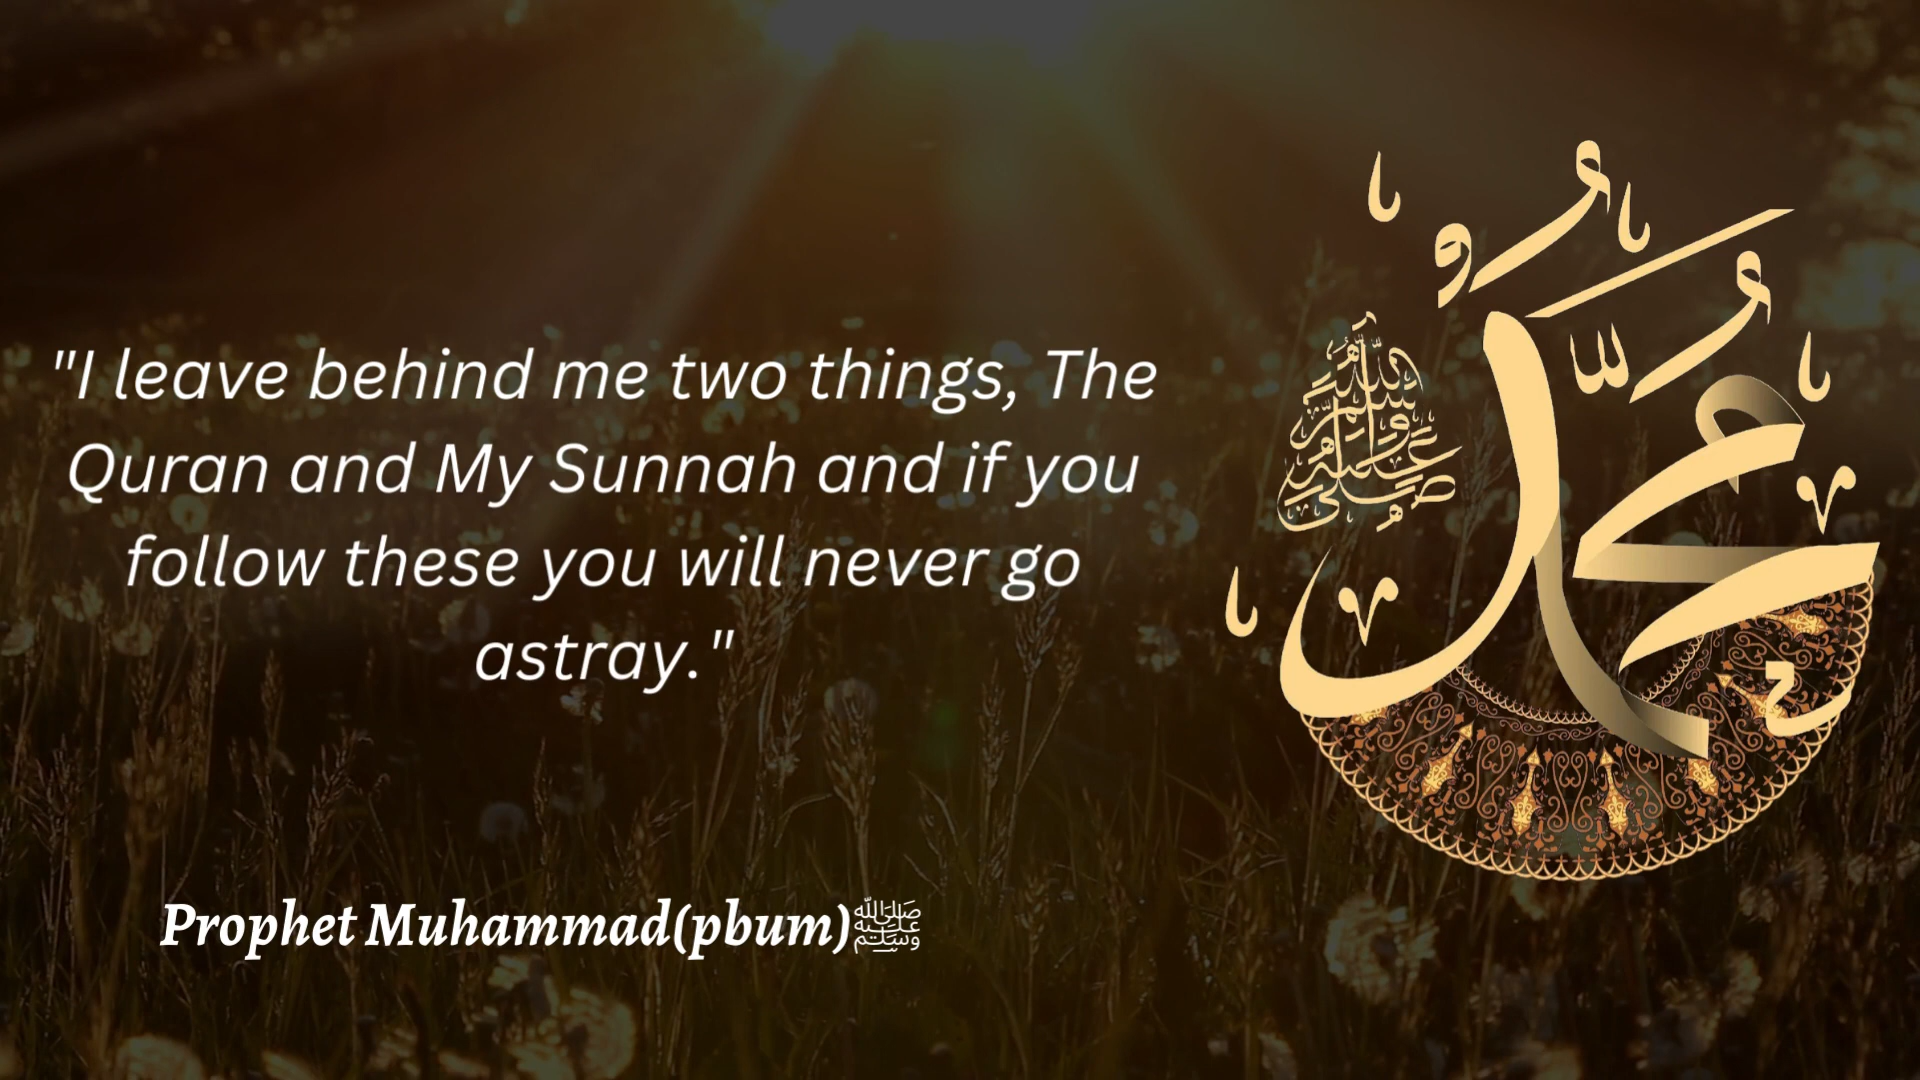 "I leave behind me two things, The
Quran and My Sunnah and if you
follow these you will never go
astray."
Prophet Muhammad(pbum)ﷺ
محمد
صلى الله عليه وسلم